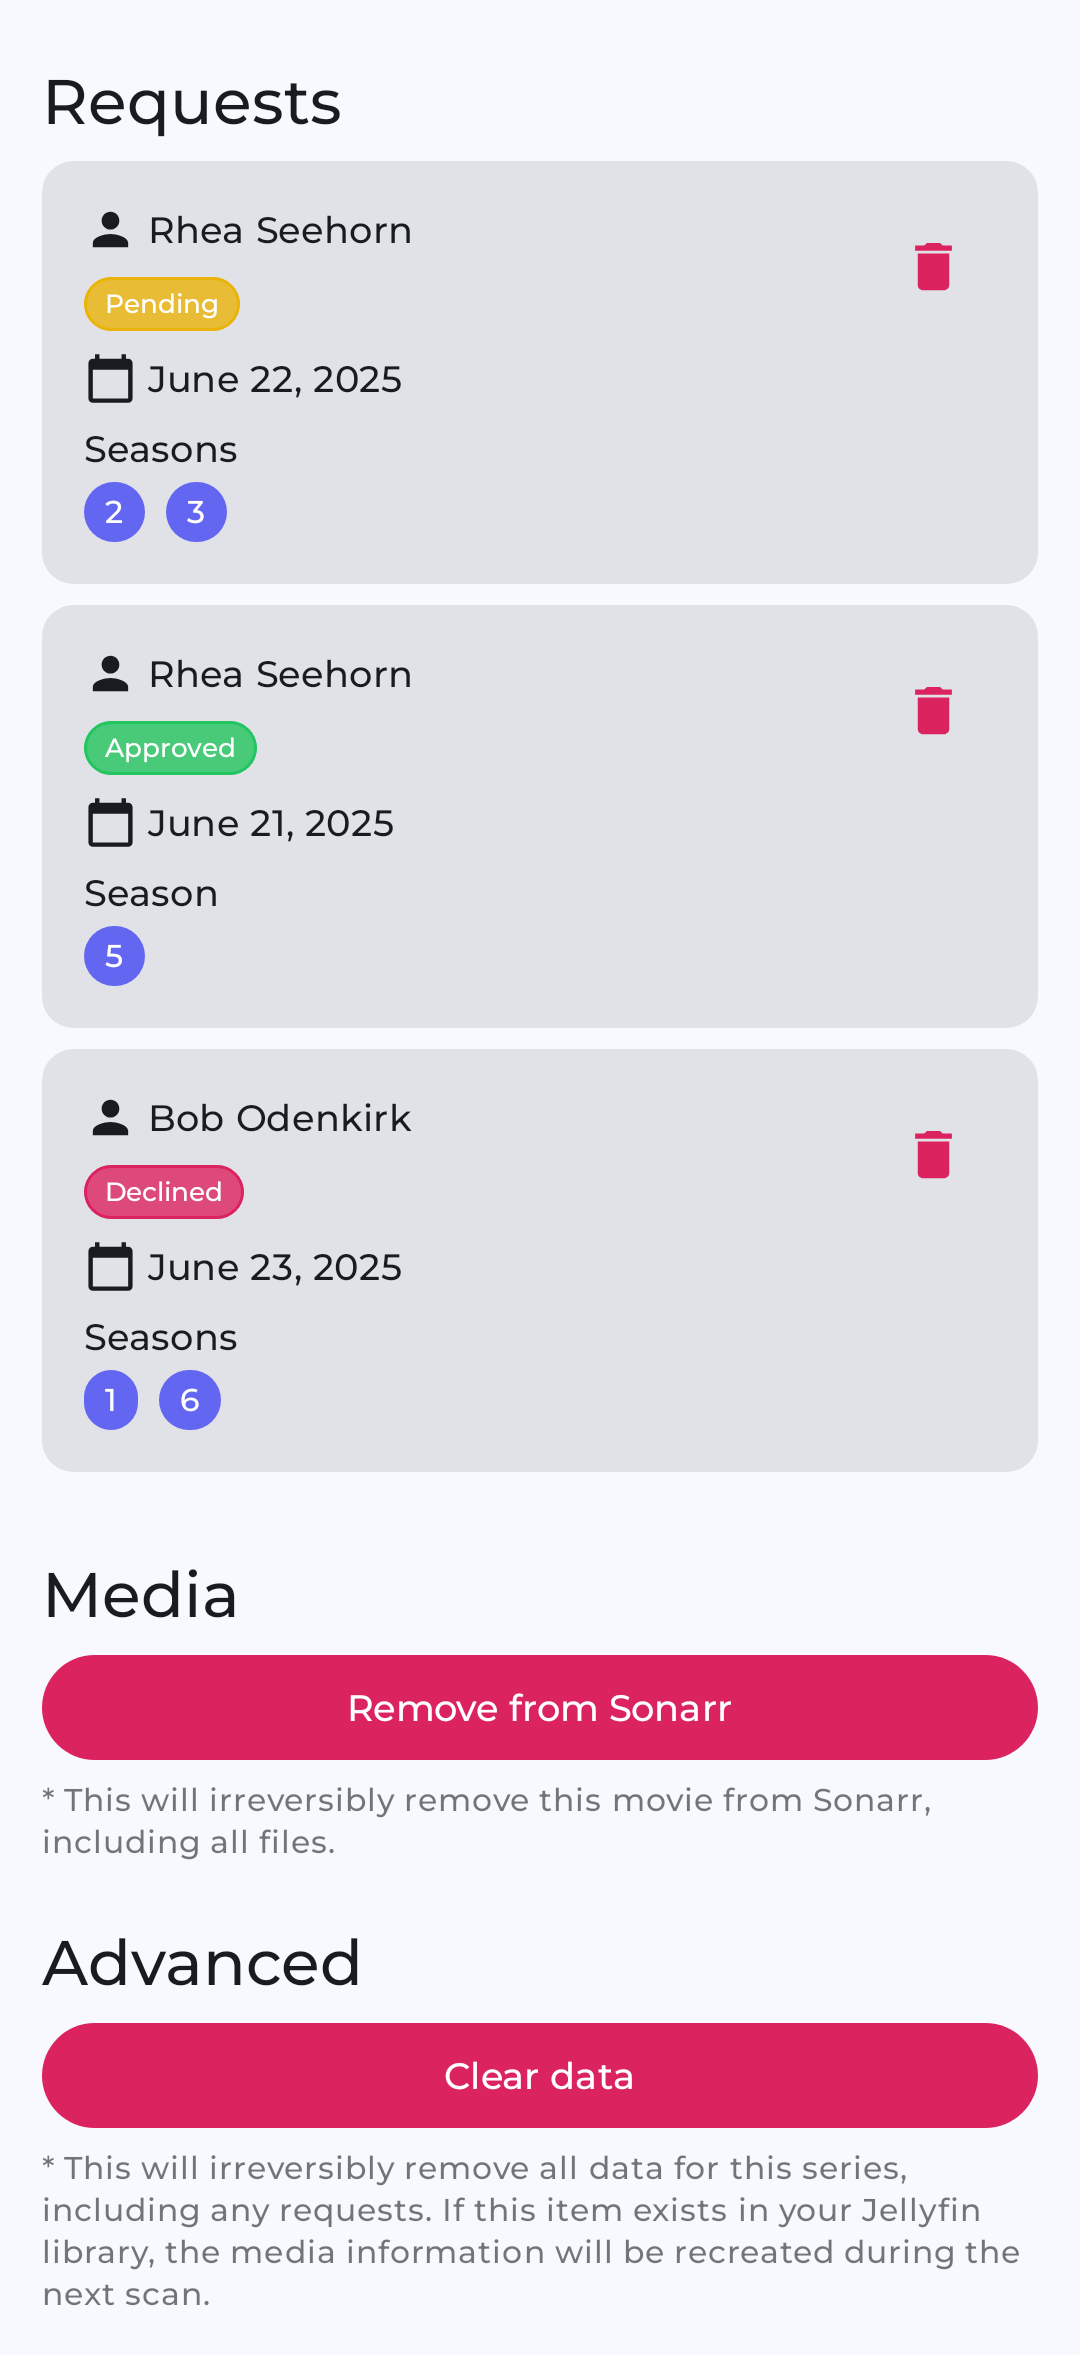 Requests
Rhea Seehorn
Pending
June 22, 2025
Seasons
2 3
Rhea Seehorn
Approved
June 21, 2025
Season
5
Bob Odenkirk
Declined
June 23, 2025
Seasons
1 6
Media
Remove from Sonarr
* This will irreversibly remove this movie from Sonarr,
including all files.
Advanced
Clear data
* This will irreversibly remove all data for this series,
including any requests. If this item exists in your Jellyfin
library, the media information will be recreated during the
next scan.